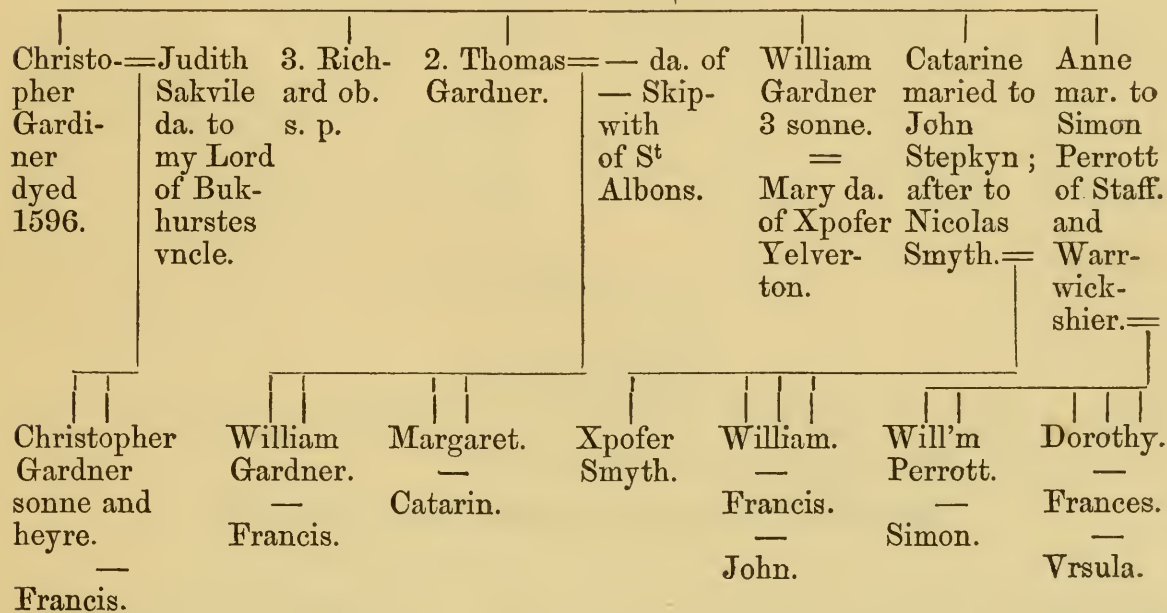 Christo-=Judith
pher Sakvile
Gardi- da. to
ner my Lord
dyed of Buk-
1596. hurstes
vncle.
3. Rich-
ard ob.
s. p.
2. Thomas=— da. of
Gardner. — Skip-
with
of St
Albons.
William
Gardner
3 sonne.
=
Mary da.
of Xpofer
Yelver-
ton.
Catarine
maried to
John
Stepkyn ;
after to
Nicolas
Smyth.=
Anne
mar. to
Simon
Perrott
of Staff.
and
Warr-
wick-
shier.=
Christopher
Gardner
sonne and
heyre.
—
Francis.
William
Gardner.
—
Francis.
Margaret.
—
Catarin.
Xpofer
Smyth.
William.
—
Francis.
—
John.
Will'm
Perrott.
—
Simon.
Dorothy.
—
Frances.
—
Vrsula.